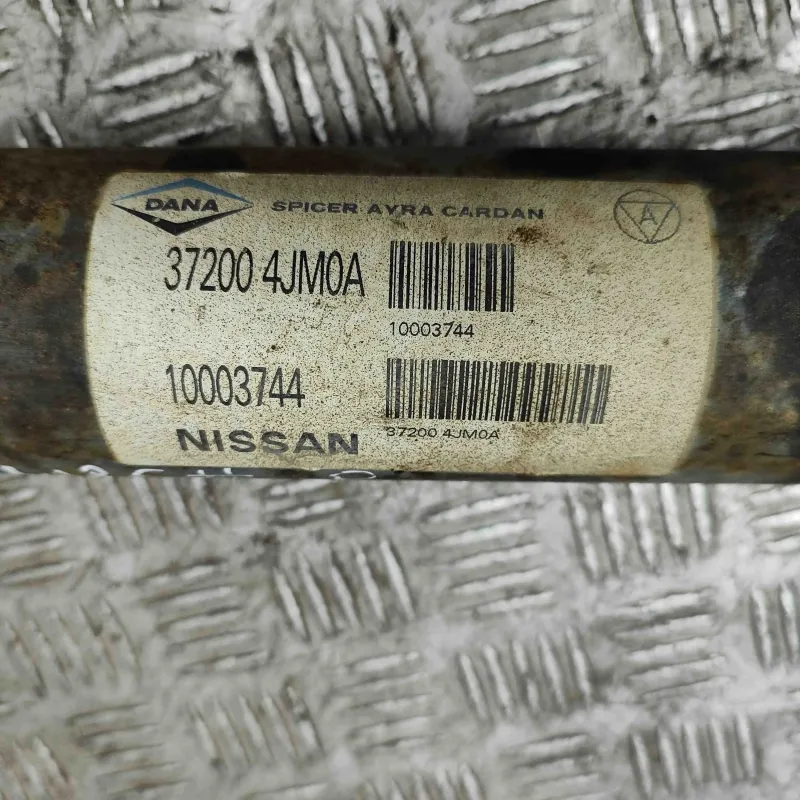 DANA SPICER AYRA CARDAN A
37200 4JM0A
10003744
10003744
37200 4JM0A
NISSAN